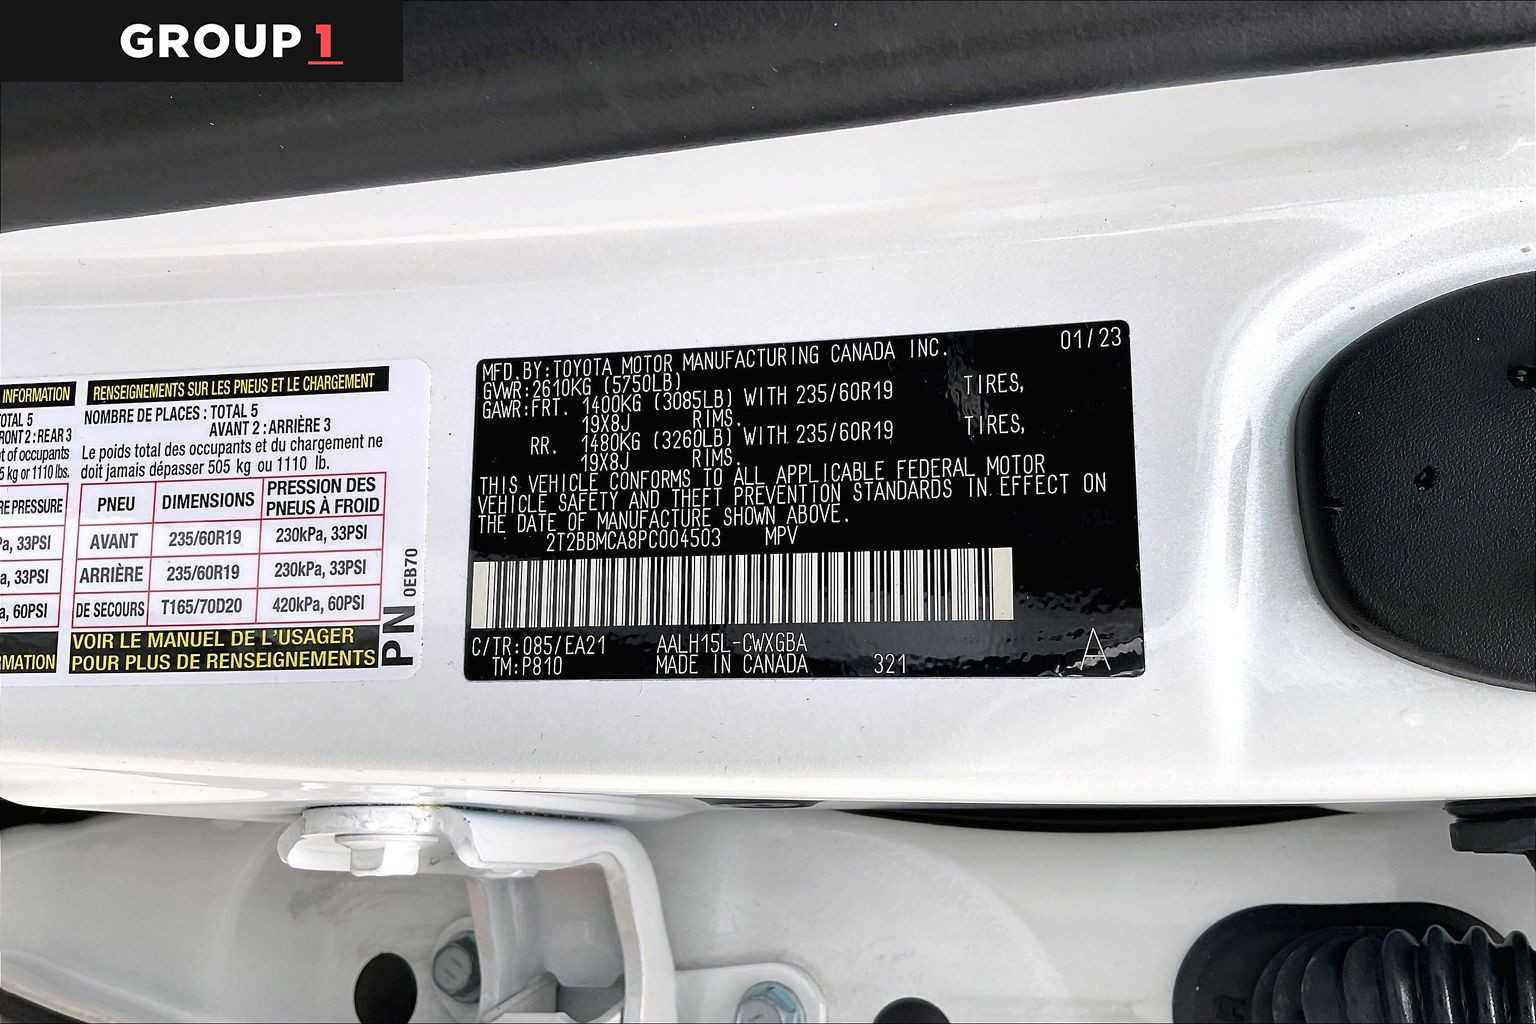 GROUP 1
INFORMATION
TOTAL 5
FRONT 2 : REAR 3
of occupants
kg or 1110 lbs.
PRESSURE
33PSI
33PSI
60PSI
RENSEIGNEMENTS SUR LES PNEUS ET LE CHARGEMENT
NOMBRE DE PLACES : TOTAL 5
AVANT 2 : ARRIÈRE 3
Le poids total des occupants et du chargement ne
doit jamais dépasser 505 kg ou 1110 lb.
PNEU DIMENSIONS PRESSION DES PNEUS À FROID
AVANT 235/60R19 230kPa, 33PSI
ARRIÈRE 235/60R19 230kPa, 33PSI
DE SECOURS T165/70D20 420kPa, 60PSI
VOIR LE MANUEL DE L'USAGER
POUR PLUS DE RENSEIGNEMENTS
PN 0EB70
MFD.BY:TOYOTA MOTOR MANUFACTURING CANADA INC. 01/23
GVWR:2610KG (5750LB)
GAWR:FRT. 1400KG (3085LB) WITH 235/60R19 TIRES,
19X8J RIMS.
RR. 1480KG (3260LB) WITH 235/60R19 TIRES,
19X8J RIMS.
THIS VEHICLE CONFORMS TO ALL APPLICABLE FEDERAL MOTOR
VEHICLE SAFETY AND THEFT PREVENTION STANDARDS IN EFFECT ON
THE DATE OF MANUFACTURE SHOWN ABOVE.
2T2BBMCA8PC004503 MPV
C/TR:085/EA21 AALH15L-CWXGBA
TM:P810 MADE IN CANADA 321 A